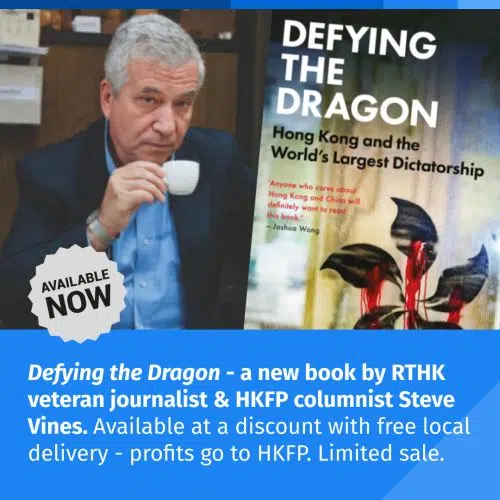 DEFYING
THE
DRAGON
Hong Kong and the
World's Largest Dictatorship
'Anyone who cares about
Hong Kong and China will
definitely want to read
this book.'
– Joshua Wong
AVAILABLE
NOW
Defying the Dragon - a new book by RTHK
veteran journalist & HKFP columnist Steve
Vines. Available at a discount with free local
delivery - profits go to HKFP. Limited sale.